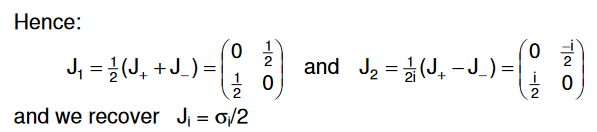 Hence:
J₁ = ½(J₊ + J₋) = (0 ½ ; ½ 0) and J₂ = 1/2i (J₊ − J₋) = (0 −i/2 ; i/2 0)
and we recover Jᵢ = σᵢ/2